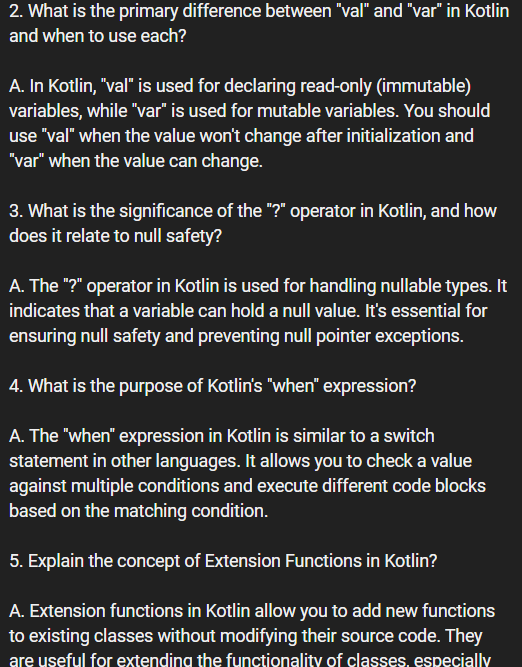 2. What is the primary difference between "val" and "var" in Kotlin
and when to use each?
A. In Kotlin, "val" is used for declaring read-only (immutable)
variables, while "var" is used for mutable variables. You should
use "val" when the value won't change after initialization and
"var" when the value can change.
3. What is the significance of the "?" operator in Kotlin, and how
does it relate to null safety?
A. The "?" operator in Kotlin is used for handling nullable types. It
indicates that a variable can hold a null value. It's essential for
ensuring null safety and preventing null pointer exceptions.
4. What is the purpose of Kotlin's "when" expression?
A. The "when" expression in Kotlin is similar to a switch
statement in other languages. It allows you to check a value
against multiple conditions and execute different code blocks
based on the matching condition.
5. Explain the concept of Extension Functions in Kotlin?
A. Extension functions in Kotlin allow you to add new functions
to existing classes without modifying their source code. They
are useful for extending the functionality of classes, especially